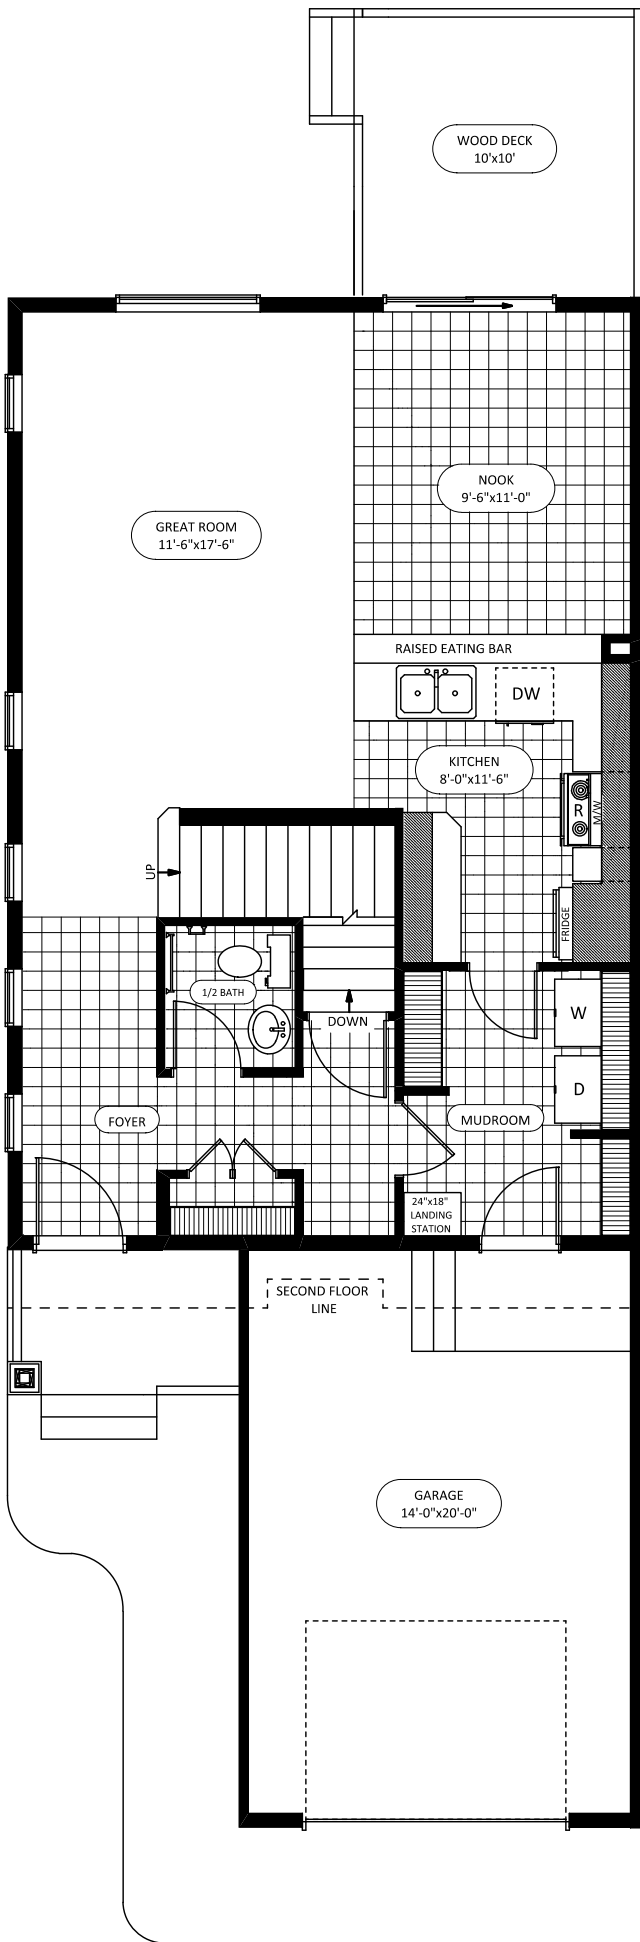 WOOD DECK
10'x10'
NOOK
9'-6"x11'-0"
GREAT ROOM
11'-6"x17'-6"
RAISED EATING BAR
DW
KITCHEN
8'-0"x11'-6"
R
M/W
UP
FRIDGE
1/2 BATH
W
DOWN
D
FOYER
MUDROOM
24"x18"
LANDING
STATION
SECOND FLOOR
LINE
GARAGE
14'-0"x20'-0"